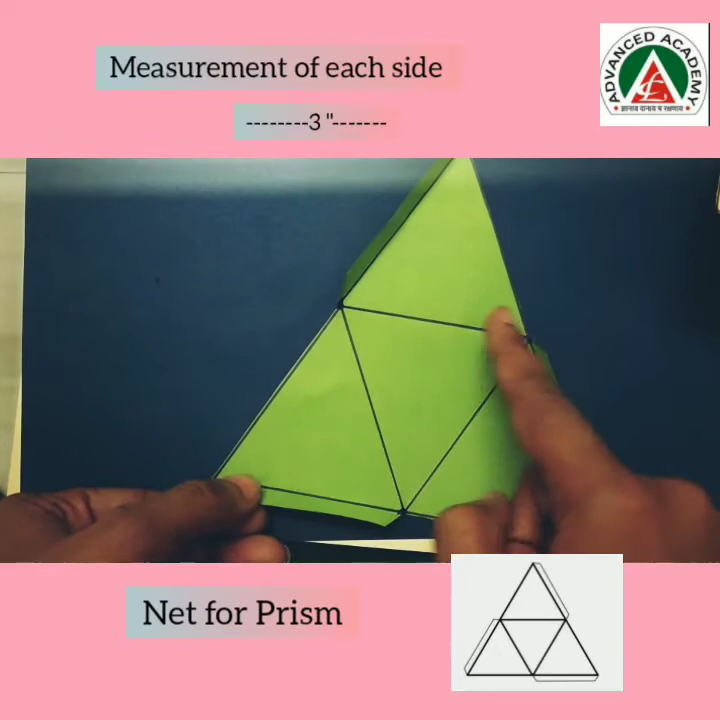 Measurement of each side
--------3 "-------
ADVANCED ACADEMY
Net for Prism